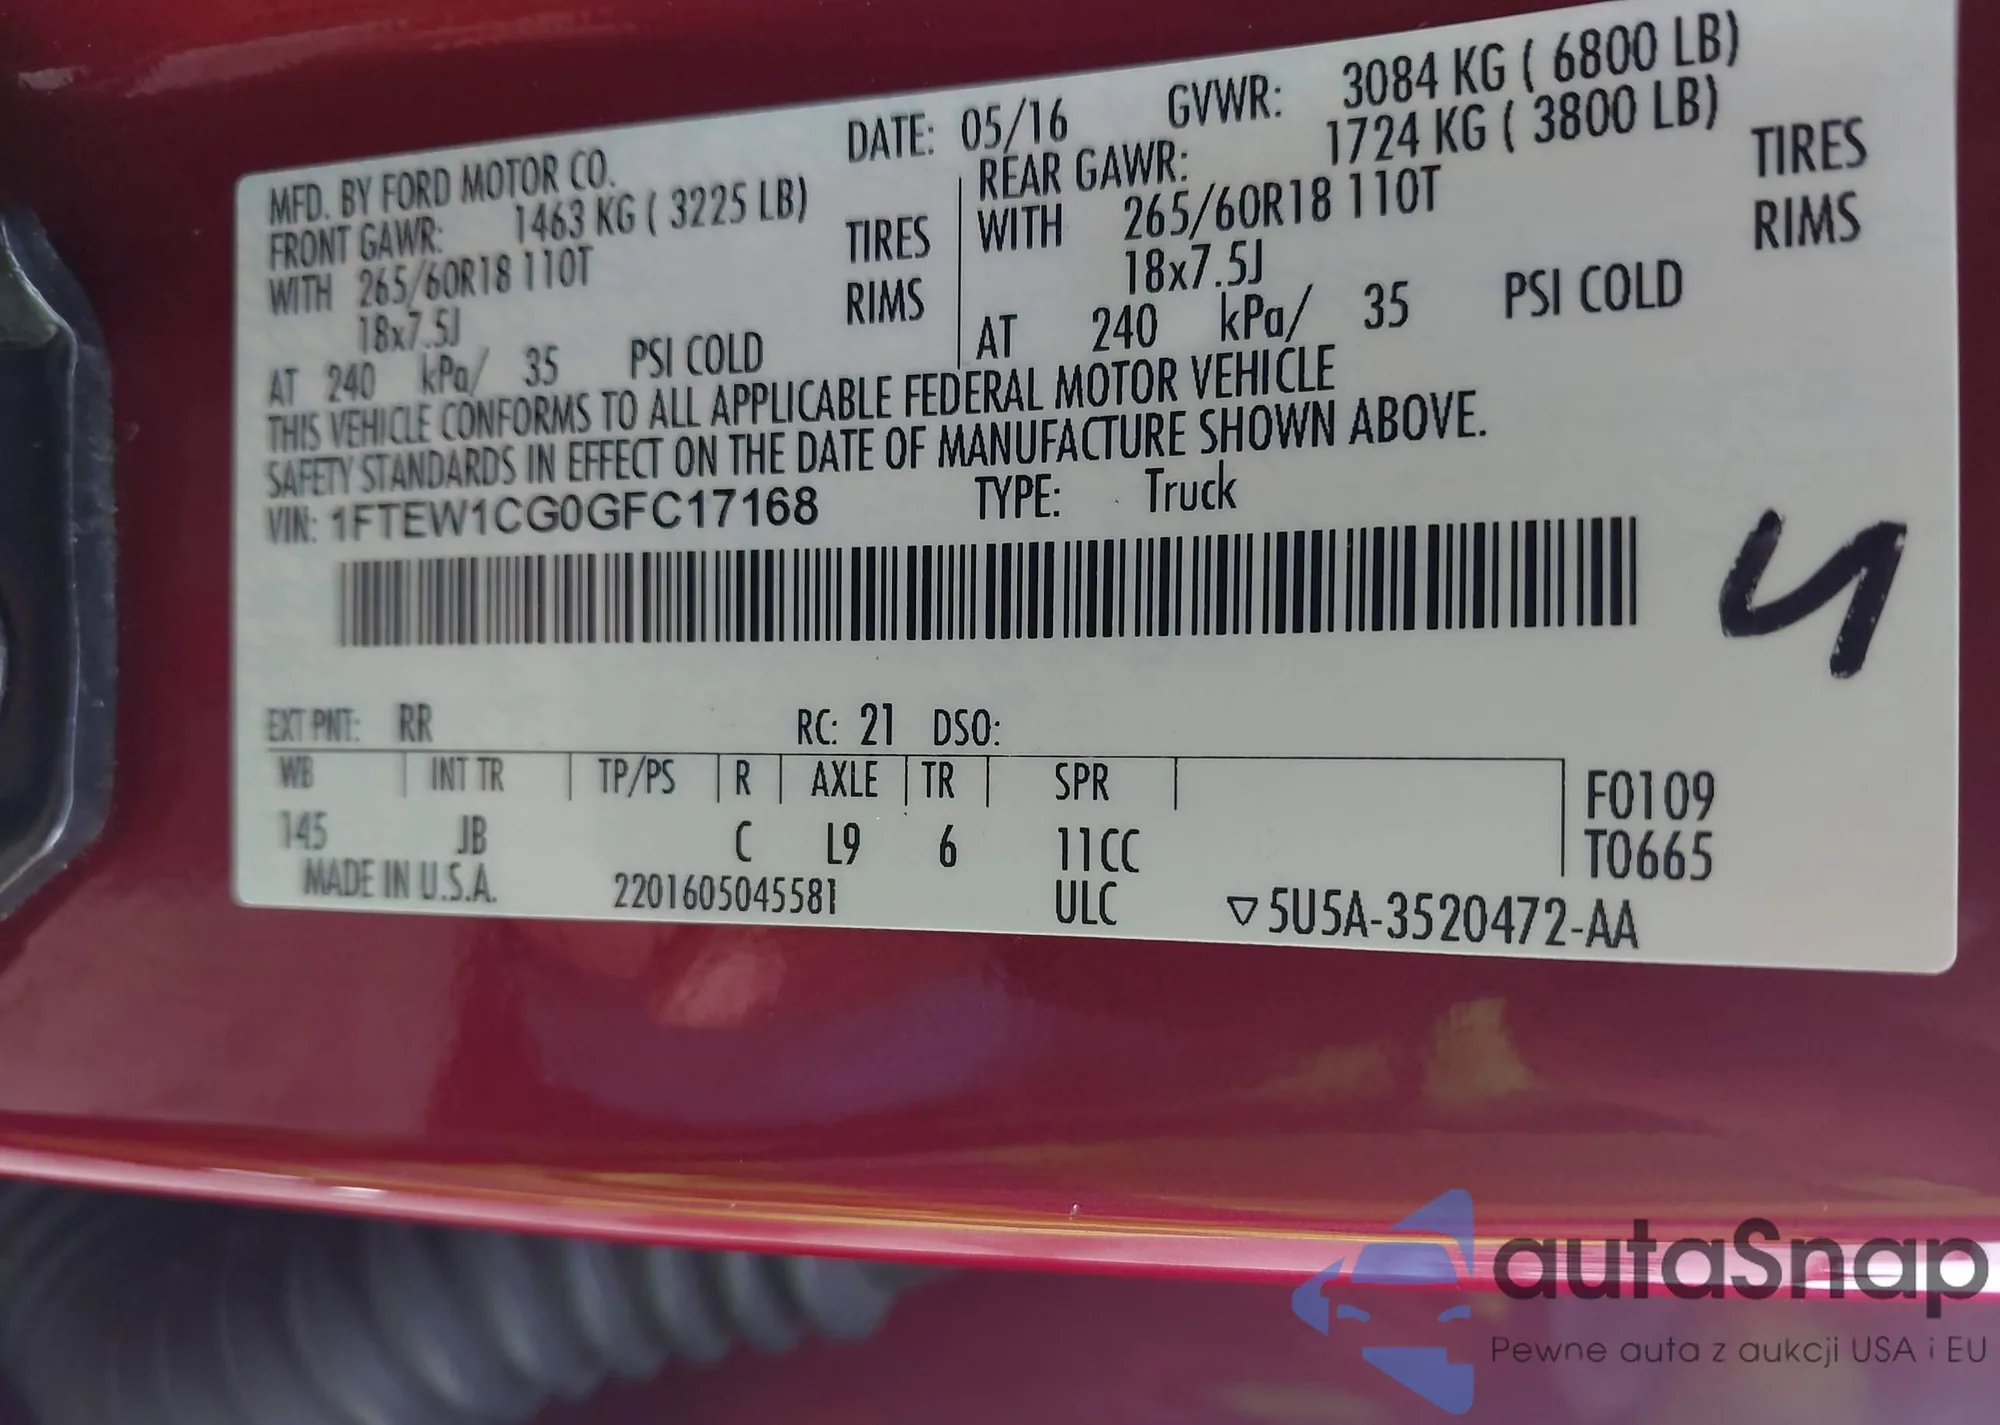 MFD. BY FORD MOTOR CO. DATE: 05/16 GVWR: 3084 KG ( 6800 LB)
FRONT GAWR: 1463 KG ( 3225 LB) REAR GAWR: 1724 KG ( 3800 LB)
WITH 265/60R18 110T TIRES WITH 265/60R18 110T TIRES
18x7.5J RIMS 18x7.5J RIMS
AT 240 kPa/ 35 PSI COLD AT 240 kPa/ 35 PSI COLD
THIS VEHICLE CONFORMS TO ALL APPLICABLE FEDERAL MOTOR VEHICLE
SAFETY STANDARDS IN EFFECT ON THE DATE OF MANUFACTURE SHOWN ABOVE.
VIN: 1FTEW1CG0GFC17168 TYPE: Truck
EXT PNT: RR RC: 21 DSO:
WB INT TR TP/PS R AXLE TR SPR F0109
145 JB C L9 6 11CC T0665
MADE IN U.S.A. 2201605045581 ULC ▽5U5A-3520472-AA
autaSnap
Pewne auta z aukcji USA i EU